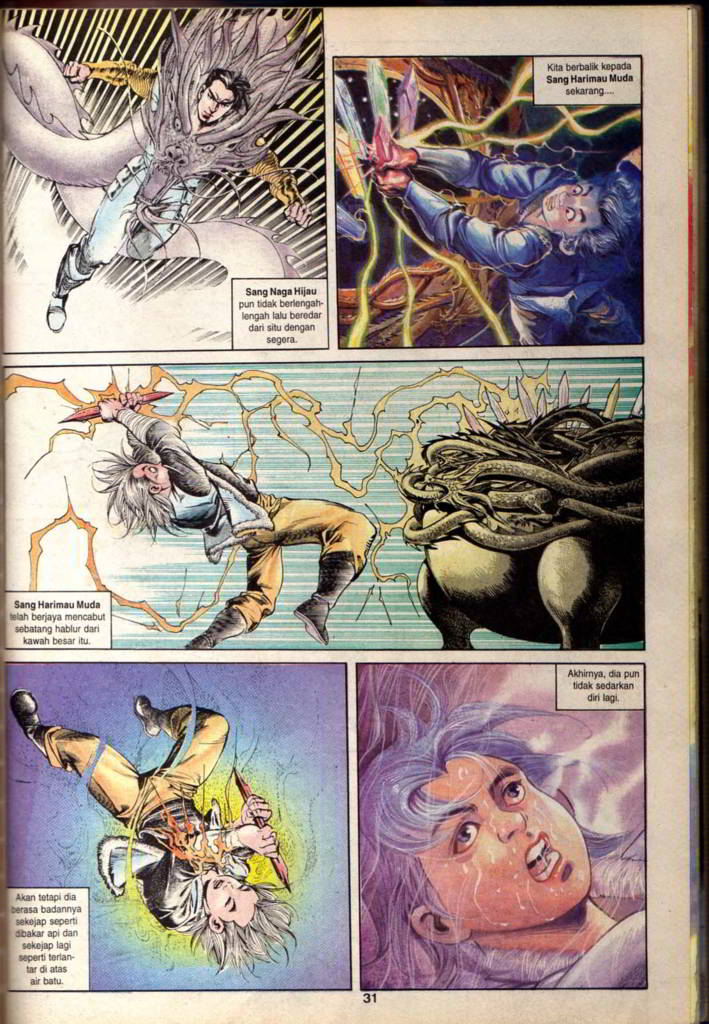 Sang Naga Hijau
pun tidak berlengah-
lengah lalu beredar
dari situ dengan
segera.
Kita berbalik kepada
Sang Harimau Muda
sekarang....
Sang Harimau Muda
telah berjaya mencabut
sebatang hablur dari
kawah besar itu.
Akan tetapi dia
berasa badannya
sekejap seperti
dibakar api dan
sekejap lagi
seperti terlan-
tar di atas
air batu.
Akhirnya, dia pun
tidak sedarkan
diri lagi.
31